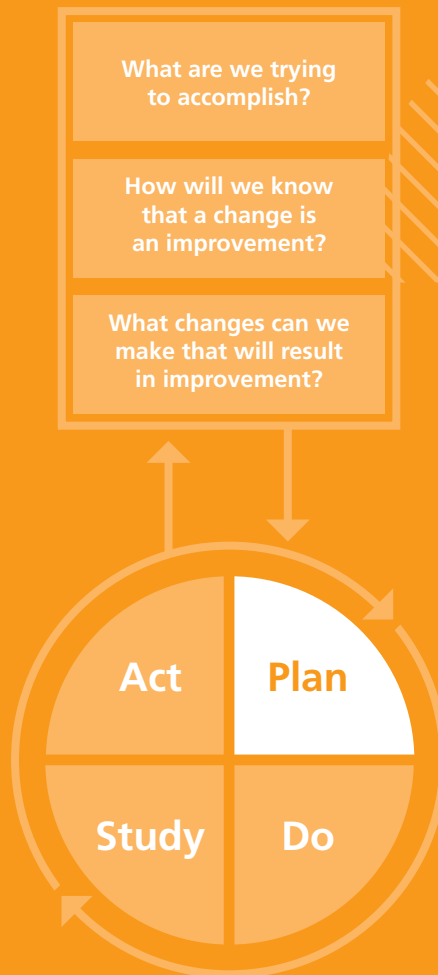 What are we trying
to accomplish?
How will we know
that a change is
an improvement?
What changes can we
make that will result
in improvement?
Act
Plan
Study
Do